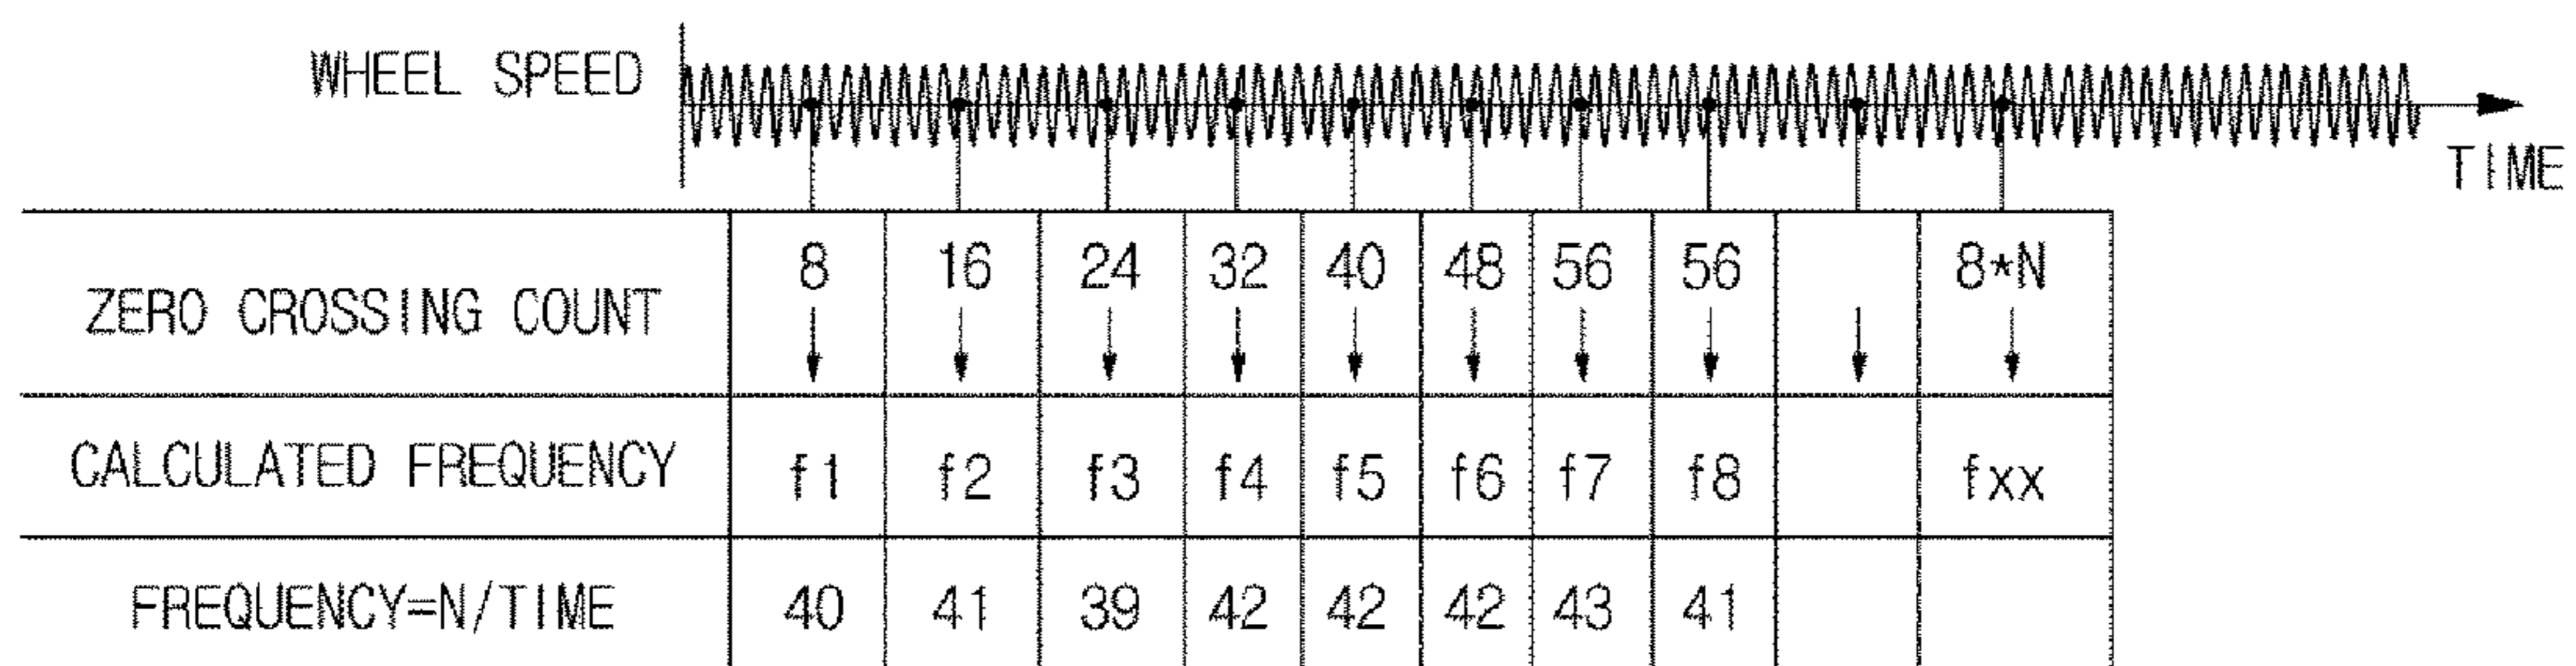 WHEEL SPEED
TIME
ZERO CROSSING COUNT 8 16 24 32 40 48 56 56 8*N
CALCULATED FREQUENCY f1 f2 f3 f4 f5 f6 f7 f8 fxx
FREQUENCY=N/TIME 40 41 39 42 42 42 43 41